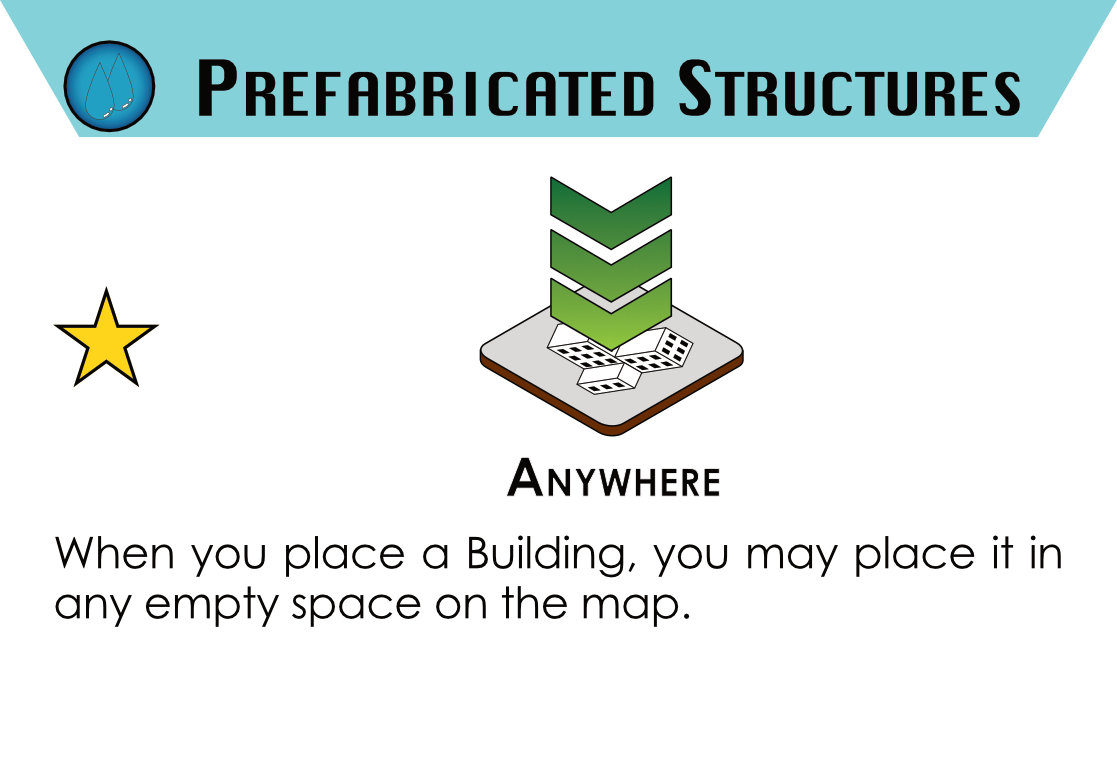 Prefabricated Structures
Anywhere
When you place a Building, you may place it in
any empty space on the map.